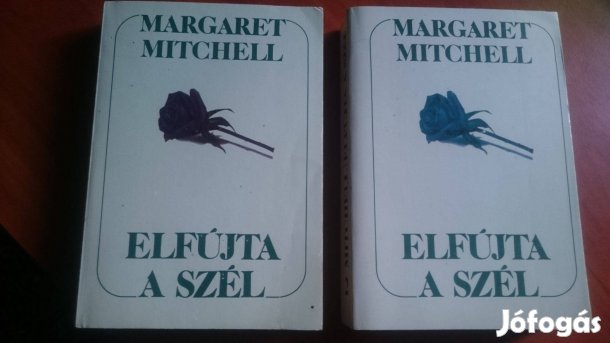 MARGARET
MITCHELL
ELFÚJTA
A SZÉL
MARGARET
MITCHELL
ELFÚJTA
A SZÉL
Jófogás